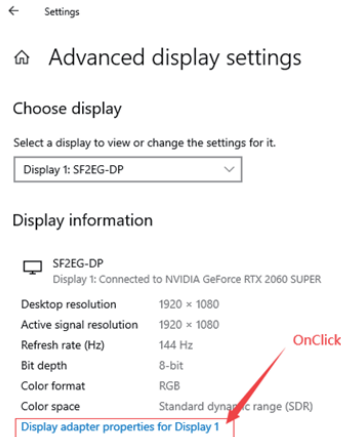 Settings
Advanced display settings
Choose display
Select a display to view or change the settings for it.
Display 1: SF2EG-DP
Display information
SF2EG-DP
Display 1: Connected to NVIDIA GeForce RTX 2060 SUPER
Desktop resolution 1920 × 1080
Active signal resolution 1920 × 1080
Refresh rate (Hz) 144 Hz
OnClick
Bit depth 8-bit
Color format RGB
Color space Standard dynamic range (SDR)
Display adapter properties for Display 1